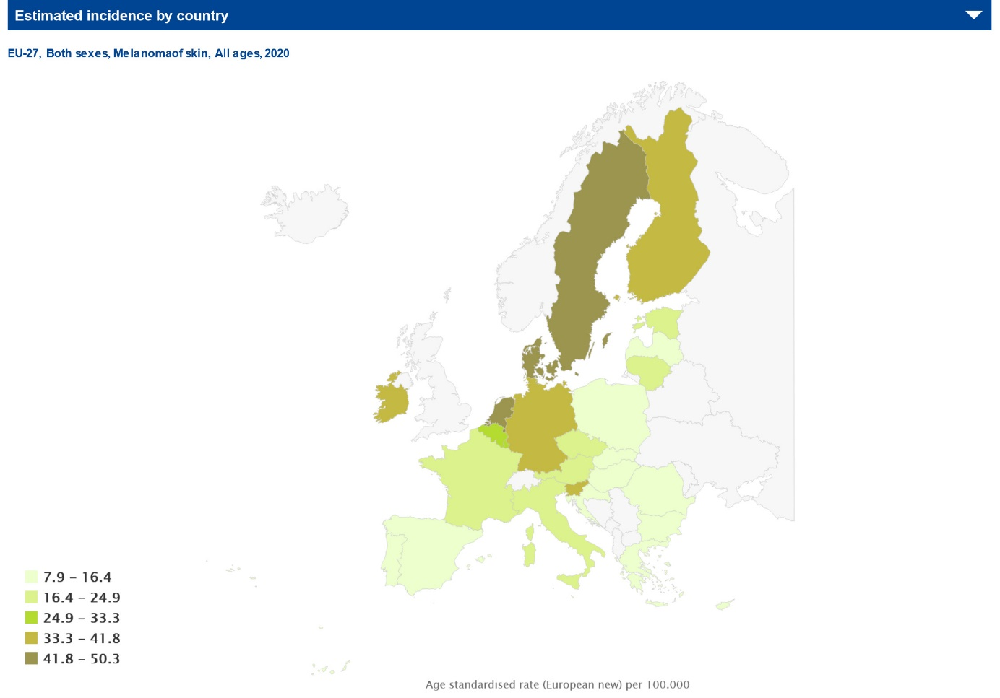 Estimated incidence by country
EU-27, Both sexes, Melanomaof skin, All ages, 2020
7.9 – 16.4
16.4 – 24.9
24.9 – 33.3
33.3 – 41.8
41.8 – 50.3
Age standardised rate (European new) per 100.000